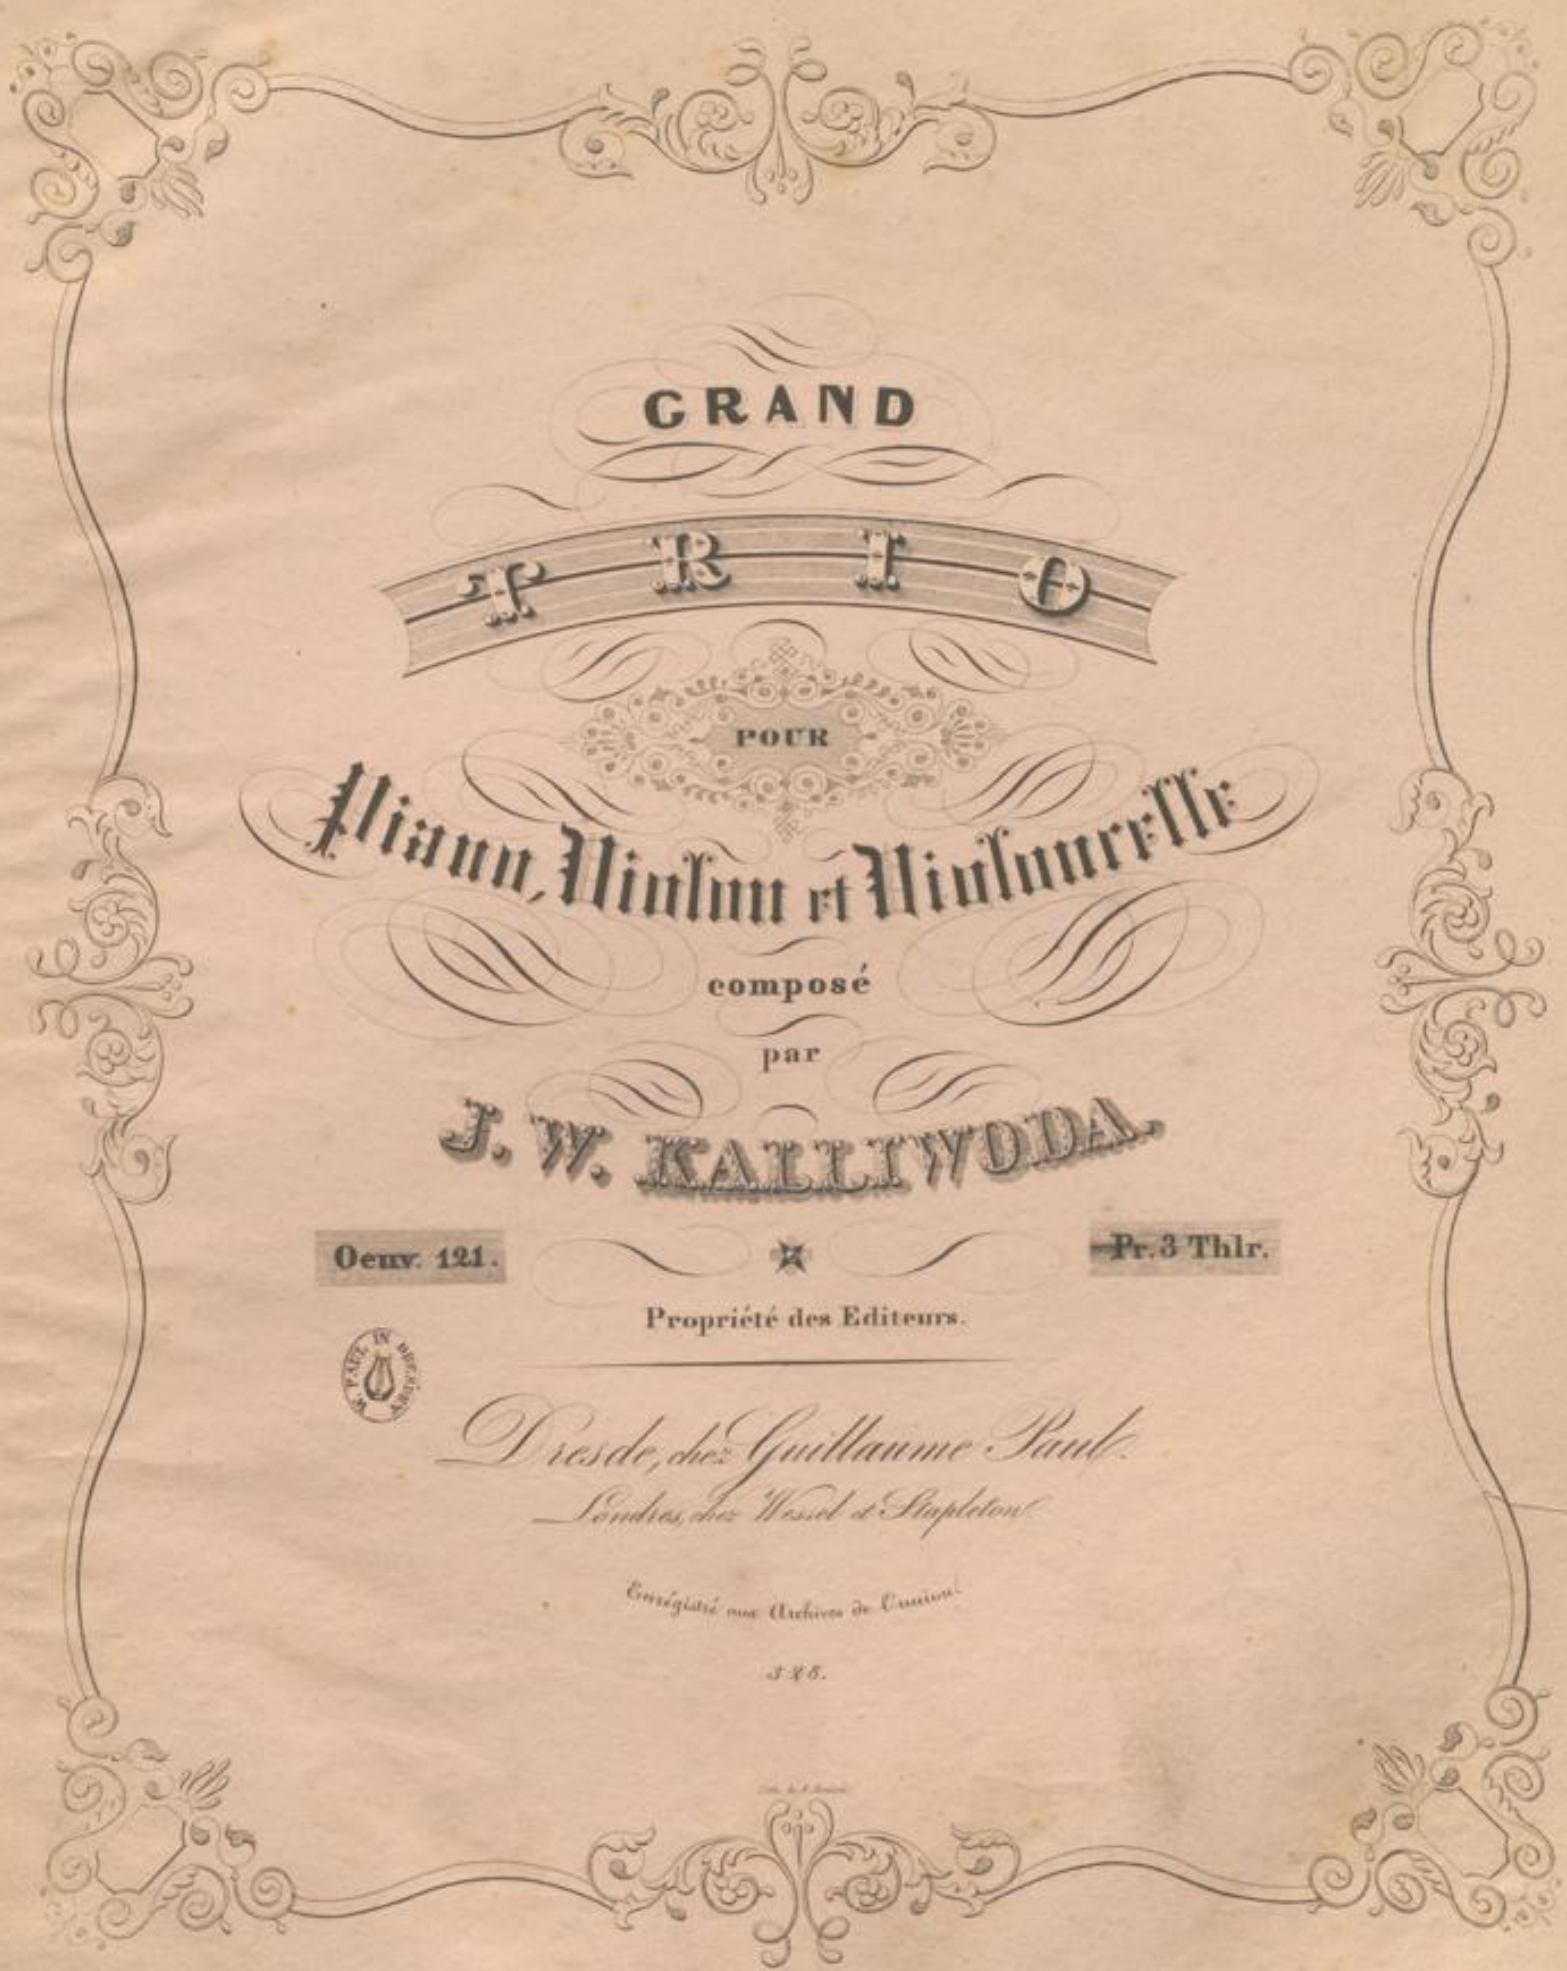 GRAND
TRIO
POUR
Piano, Violon et Violoncelle
composé
par
J. W. KALLIWODA.
Oeuv. 121.
Pr. 3 Thlr.
Propriété des Editeurs.
W. PAUL IN DRESDEN
Dresde, chez Guillaume Paul.
Londres, chez Wessel et Stapleton.
Enrégistré aux Archives de l'union.